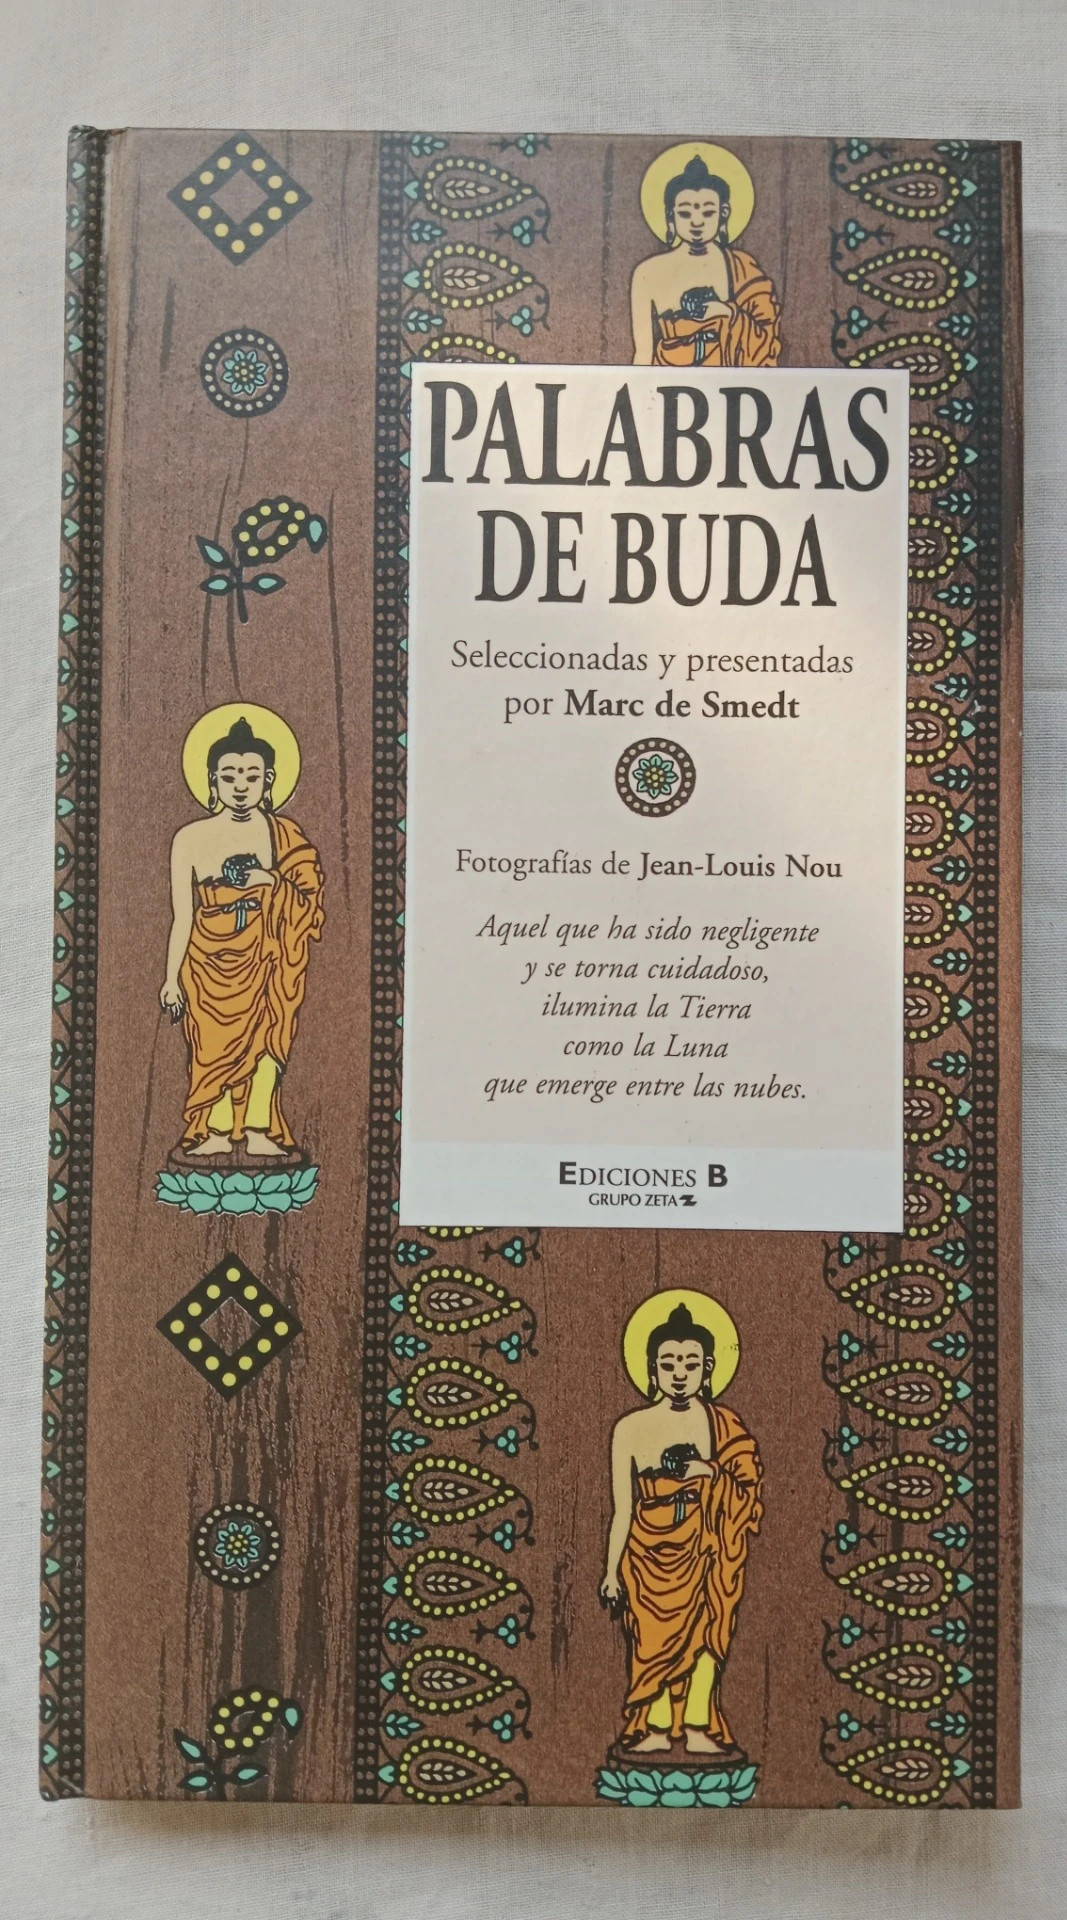 PALABRAS
DE BUDA
Seleccionadas y presentadas
por Marc de Smedt
Fotografías de Jean-Louis Nou
Aquel que ha sido negligente
y se torna cuidadoso,
ilumina la Tierra
como la Luna
que emerge entre las nubes.
EDICIONES B
GRUPO ZETA